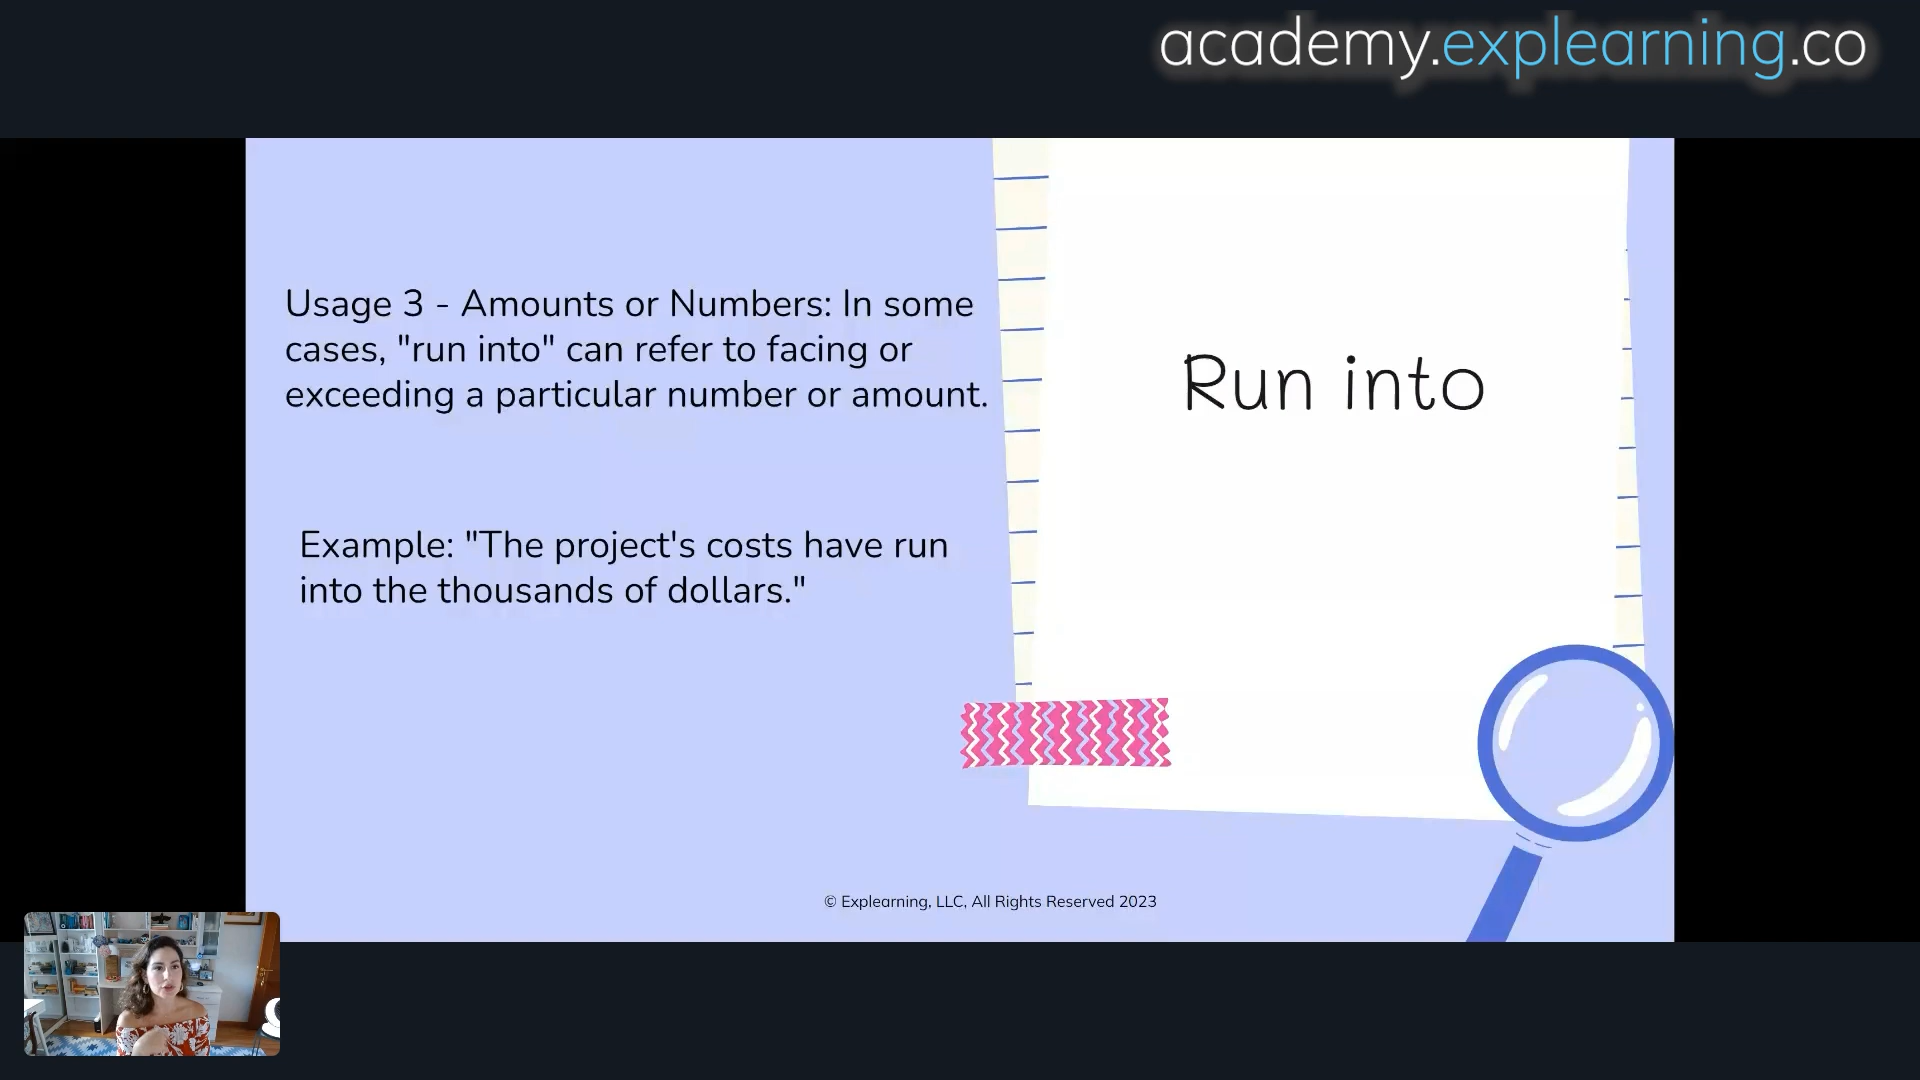 academy.explearning.co
Usage 3 - Amounts or Numbers: In some
cases, "run into" can refer to facing or
exceeding a particular number or amount.
Run into
Example: "The project's costs have run
into the thousands of dollars."
© Explearning, LLC, All Rights Reserved 2023